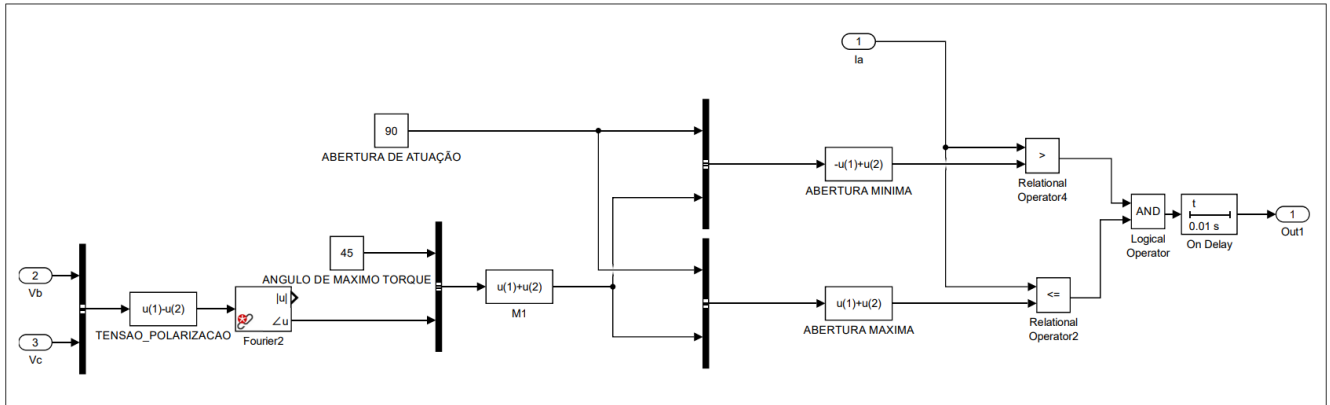 1
Ia
90
ABERTURA DE ATUAÇÃO
-u(1)+u(2)
ABERTURA MINIMA
>
Relational
Operator4
AND
Logical
Operator
t
0.01 s
On Delay
1
Out1
45
ANGULO DE MAXIMO TORQUE
2
Vb
3
Vc
u(1)-u(2)
TENSAO_POLARIZACAO
|u|
∠u
Fourier2
u(1)+u(2)
M1
u(1)+u(2)
ABERTURA MAXIMA
<=
Relational
Operator2